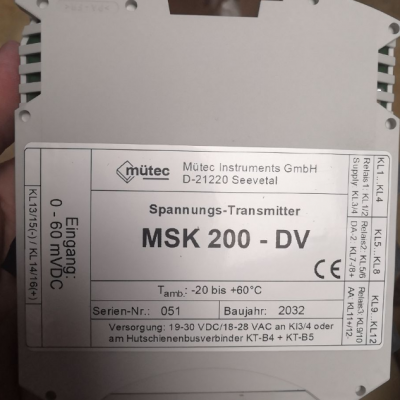 mütec
Mütec Instruments GmbH
D-21220 Seevetal
Spannungs-Transmitter
MSK 200 - DV
Tamb.: -20 bis +60°C
CE
Serien-Nr.: 051
Baujahr: 2032
Versorgung: 19-30 VDC/18-28 VAC an Kl3/4 oder
am Hutschienenbusverbinder KT-B4 + KT-B5
Eingang:
0 - 60 mVDC
KL13/15(-) / KL14/16(+)
KL1...KL4
Relais1 KL1/2
Supply KL3/4
KL5...KL8
Relais2: KL5/6
DA-2 KL7-/8+
KL9...KL12
Relais3: KL9/10
AA KL11+/12-